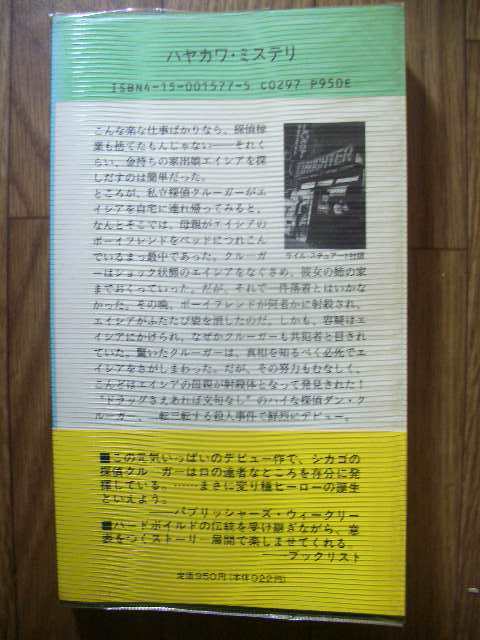 ハヤカワ・ミステリ
ISBN4-15-001577-5 C0297 P950E
こんな楽な仕事ばかりなら、探偵稼
業も捨てたもんじゃない――それく
らい、金持ちの家出娘エイシアを探
しだすのは簡単だった。
ところが、私立探偵クルーガーがエ
イシアを自宅に連れ帰ってみると、
なんとそこでは、母親がエイシアの
ボーイフレンドをベッドにつれこん
でいるまっ最中であった。クルーガ
ーはショック状態のエイシアをなぐさめ、彼女の姉の家
までおくっていった。だが、それで一件落着とはいかな
かった。その晩、ボーイフレンドが何者かに射殺され、
エイシアがふたたび姿を消したのだ。しかも、容疑はエ
イシアにかけられ、なぜかクルーガーも共犯者と目され
ていた。驚いたクルーガーは、真相を知るべく必死でエ
イシアをさがしまわった。だが、その努力もむなしく、
こんどはエイシアの母親が射殺体となって発見された！
“ドラッグさえあれば文句なし”のハイな探偵ダン・ク
ルーガー、二転三転する殺人事件で鮮烈にデビュー。
DAUGHTER
ライル・スチュアート社版
■この元気いっぱいのデビュー作で、シカゴの
探偵クルーガーは口の達者なところを存分に発
揮している。……まさに変り種ヒーローの誕生
といえよう。
――パブリッシャーズ・ウィークリー
■ハードボイルドの伝統を受け継ぎながら、意
表をつくストーリー展開で楽しませてくれる。
――ブックリスト
定価950円(本体922円)